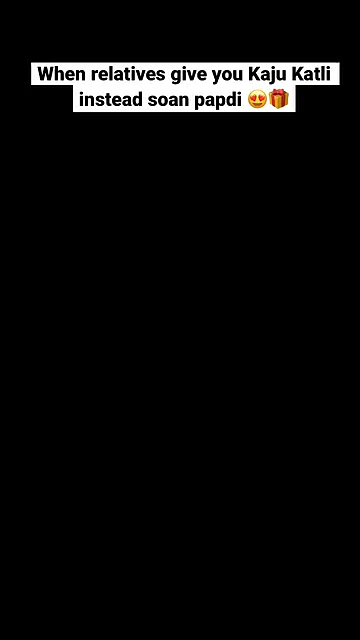 When relatives give you Kaju Katli
instead soan papdi 😍🎁